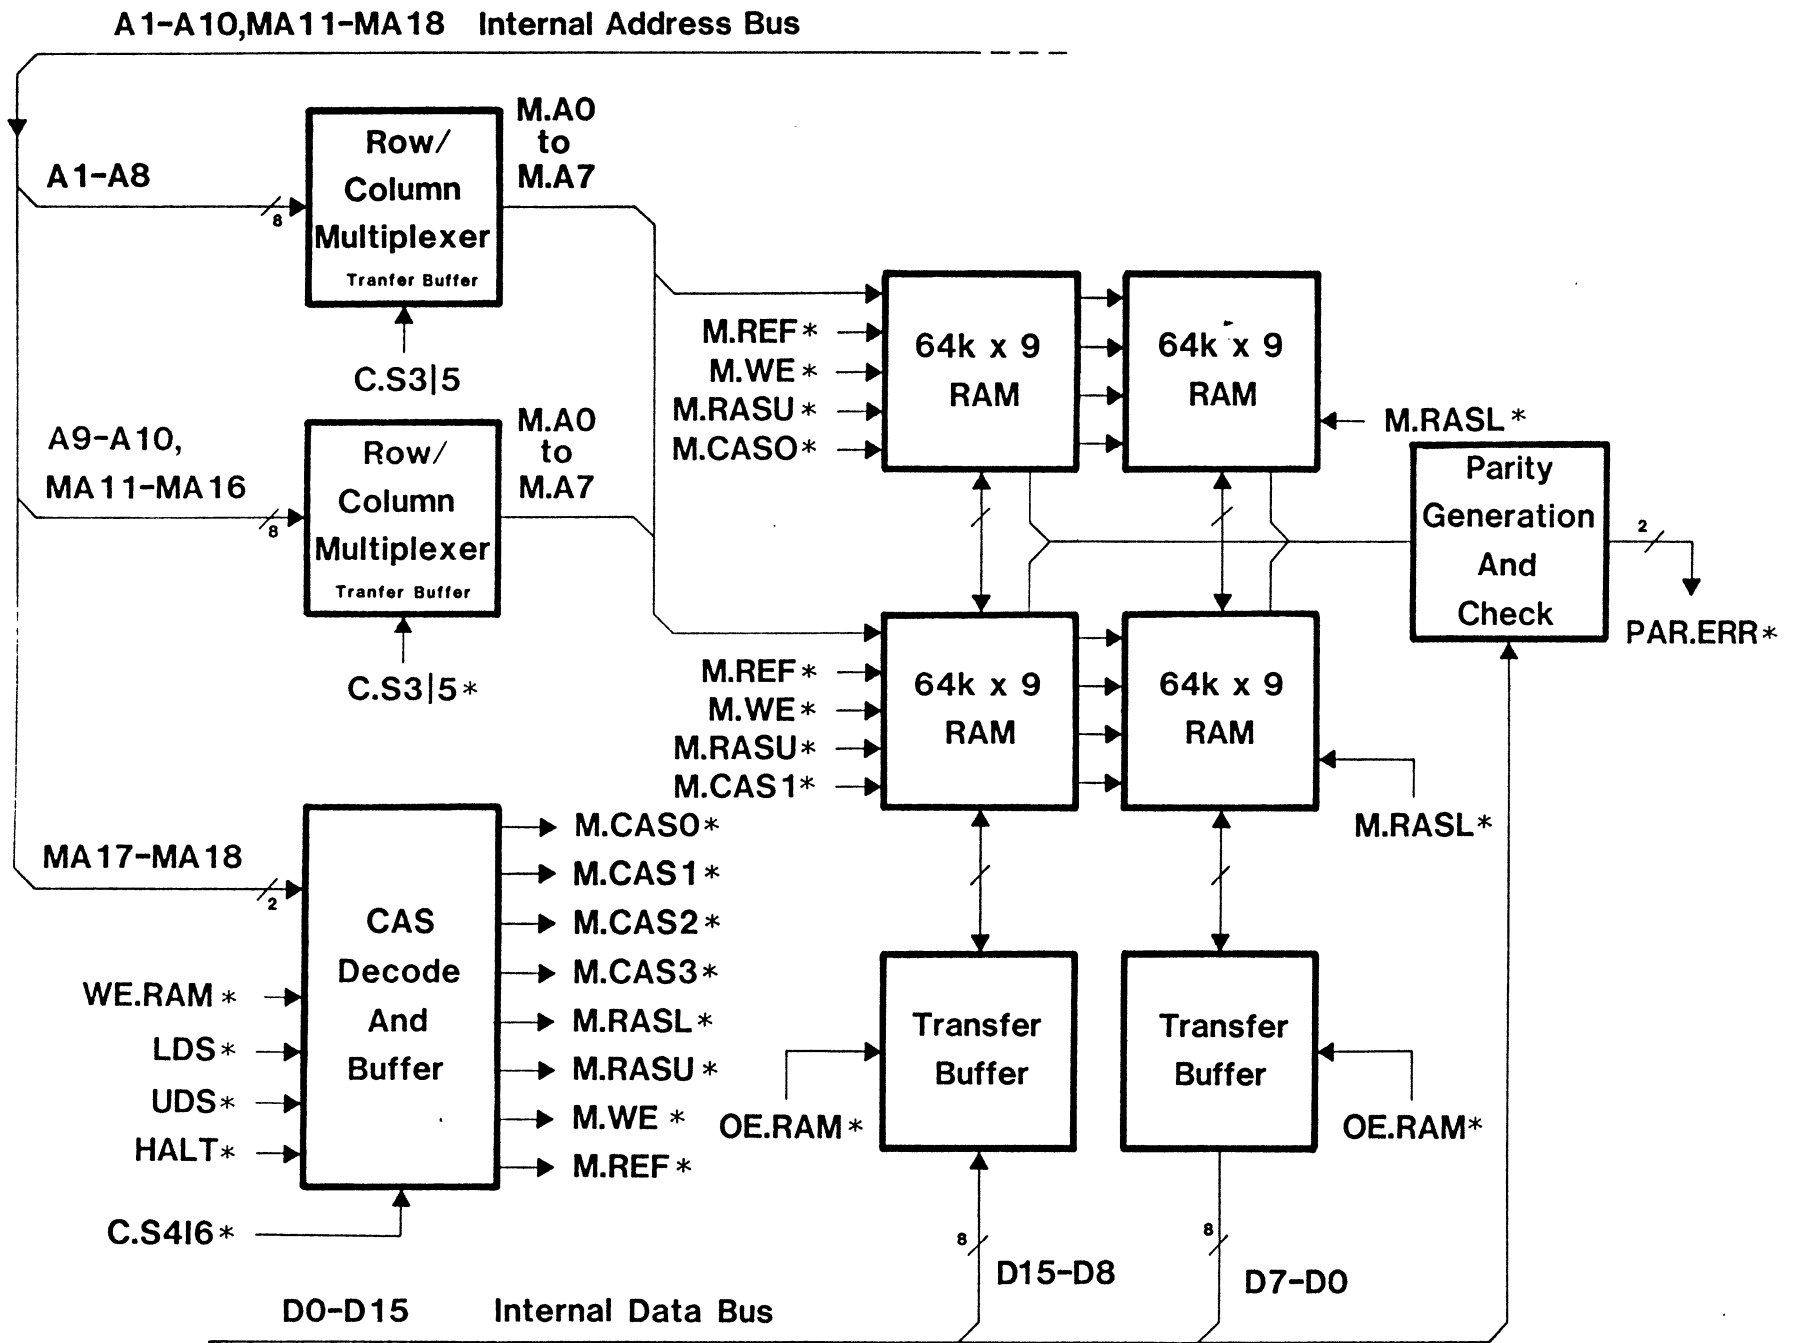 A1-A10,MA11-MA18 Internal Address Bus
A1-A8
8
Row/
Column
Multiplexer
Tranfer Buffer
M.A0
to
M.A7
C.S3|5
A9-A10,
MA11-MA16
8
Row/
Column
Multiplexer
Tranfer Buffer
M.A0
to
M.A7
C.S3|5*
M.REF*
M.WE*
M.RASU*
M.CAS0*
64k x 9
RAM
64k x 9
RAM
M.RASL*
Parity
Generation
And
Check
2
PAR.ERR*
M.REF*
M.WE*
M.RASU*
M.CAS1*
64k x 9
RAM
64k x 9
RAM
M.RASL*
MA17-MA18
2
WE.RAM*
LDS*
UDS*
HALT*
C.S4I6*
CAS
Decode
And
Buffer
M.CAS0*
M.CAS1*
M.CAS2*
M.CAS3*
M.RASL*
M.RASU*
M.WE*
M.REF*
Transfer
Buffer
Transfer
Buffer
OE.RAM*
OE.RAM*
8
D15-D8
8
D7-D0
D0-D15 Internal Data Bus